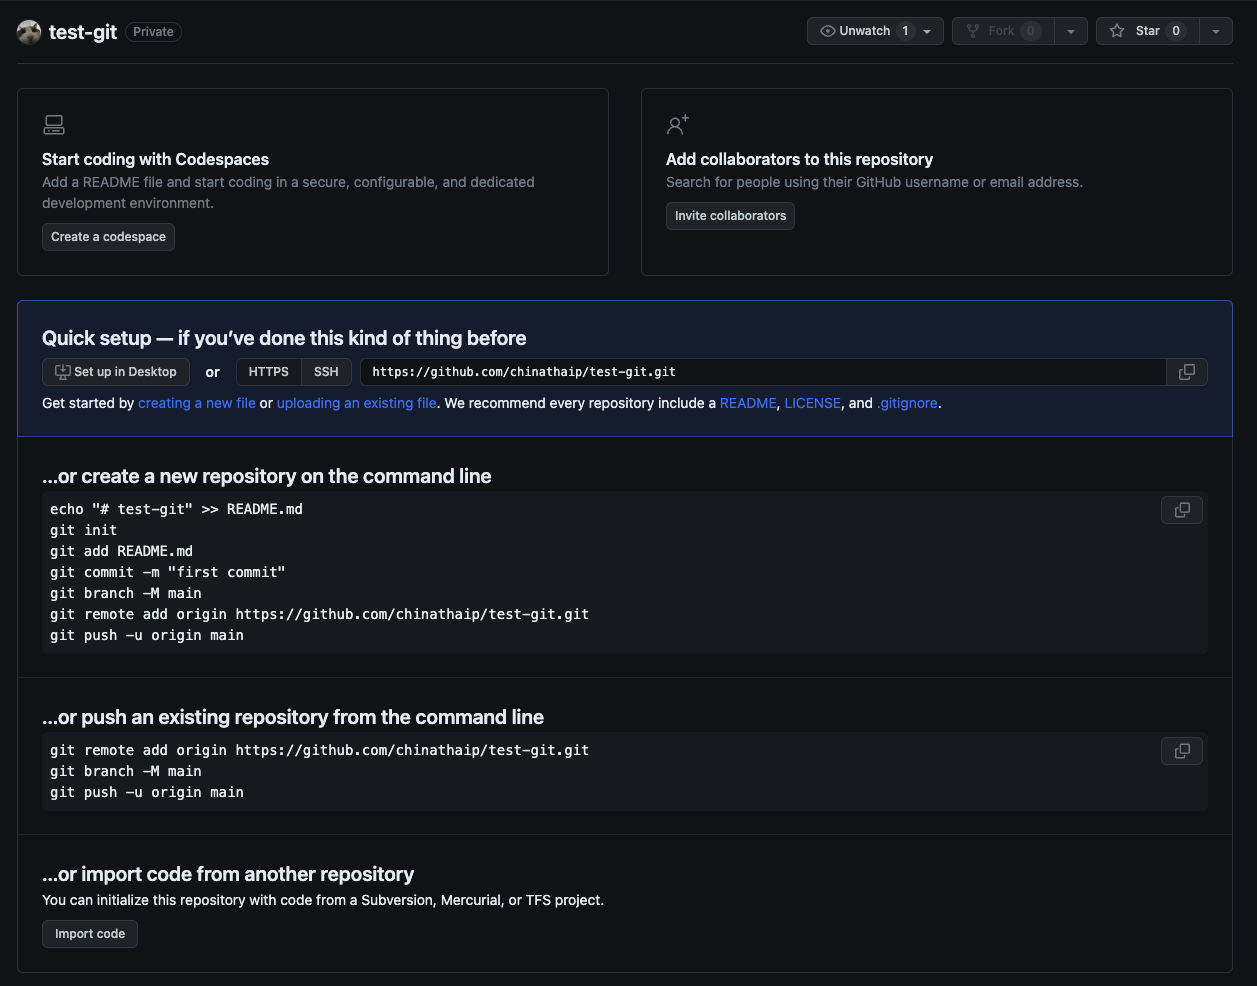 test-git Private Unwatch 1 Fork 0 Star 0
Start coding with Codespaces
Add a README file and start coding in a secure, configurable, and dedicated
development environment.
Create a codespace
Add collaborators to this repository
Search for people using their GitHub username or email address.
Invite collaborators
Quick setup — if you’ve done this kind of thing before
Set up in Desktop or HTTPS SSH https://github.com/chinathaip/test-git.git
Get started by creating a new file or uploading an existing file. We recommend every repository include a README, LICENSE, and .gitignore.
…or create a new repository on the command line
echo "# test-git" >> README.md
git init
git add README.md
git commit -m "first commit"
git branch -M main
git remote add origin https://github.com/chinathaip/test-git.git
git push -u origin main
…or push an existing repository from the command line
git remote add origin https://github.com/chinathaip/test-git.git
git branch -M main
git push -u origin main
…or import code from another repository
You can initialize this repository with code from a Subversion, Mercurial, or TFS project.
Import code